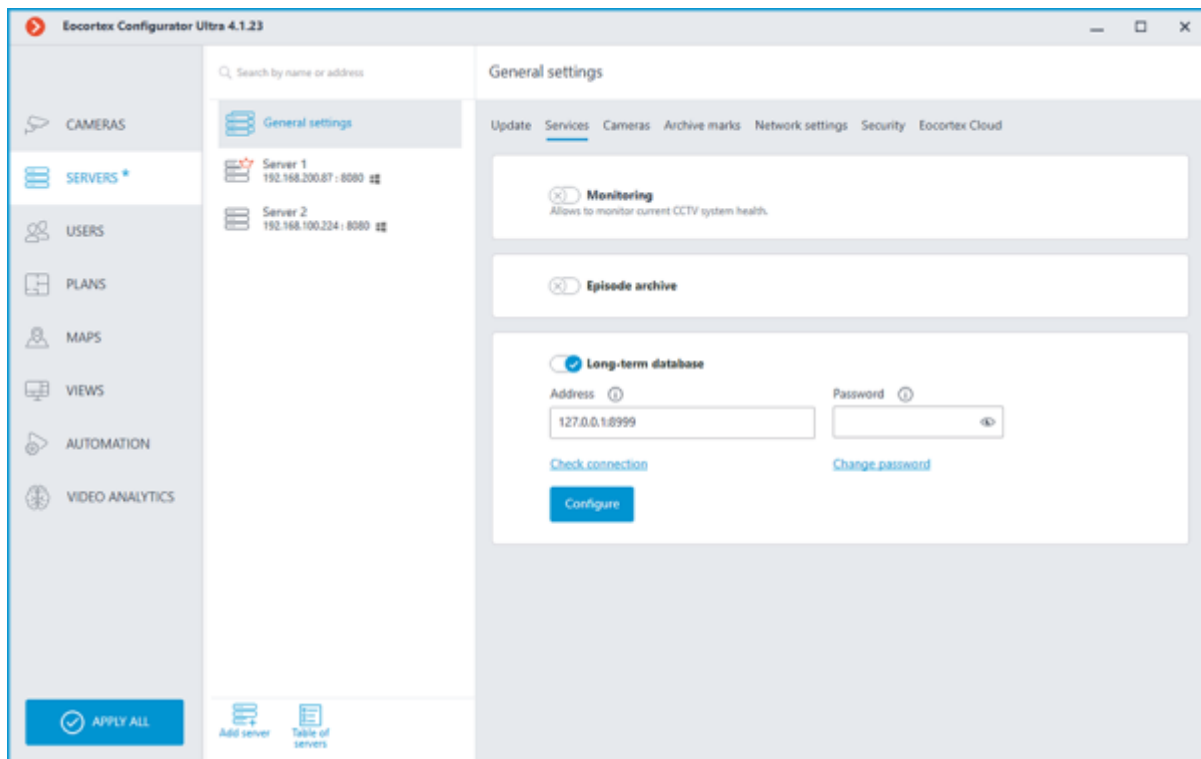 Eocortex Configurator Ultra 4.1.23
CAMERAS
SERVERS *
USERS
PLANS
MAPS
VIEWS
AUTOMATION
VIDEO ANALYTICS
APPLY ALL
Search by name or address
General settings
Server 1
192.168.200.87 : 8080
Server 2
192.168.100.224 : 8080
Add server
Table of
servers
General settings
Update Services Cameras Archive marks Network settings Security Eocortex Cloud
Monitoring
Allows to monitor current CCTV system health.
Episode archive
Long-term database
Address Password
127.0.0.1:8999
Check connection Change password
Configure